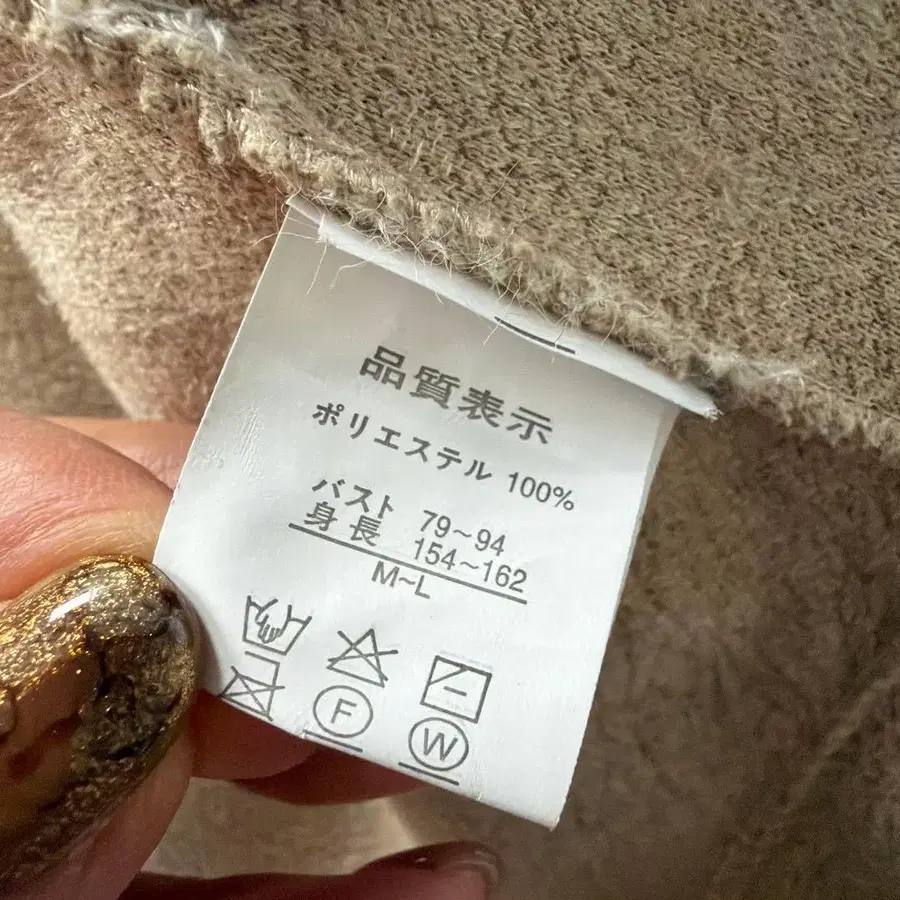 品質表示
ポリエステル 100%
バスト 79~94
身長 154~162
M~L
F
W